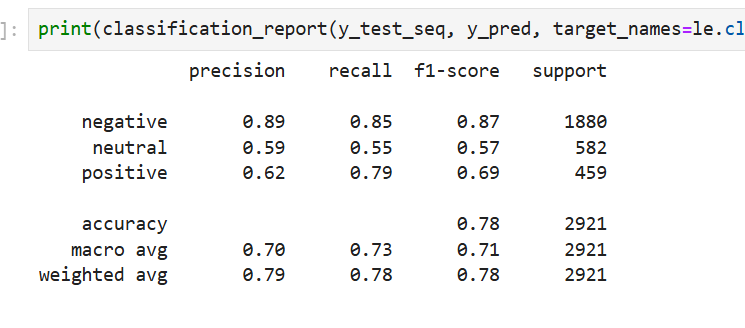 ]: print(classification_report(y_test_seq, y_pred, target_names=le.cl
precision recall f1-score support
negative 0.89 0.85 0.87 1880
neutral 0.59 0.55 0.57 582
positive 0.62 0.79 0.69 459
accuracy 0.78 2921
macro avg 0.70 0.73 0.71 2921
weighted avg 0.79 0.78 0.78 2921